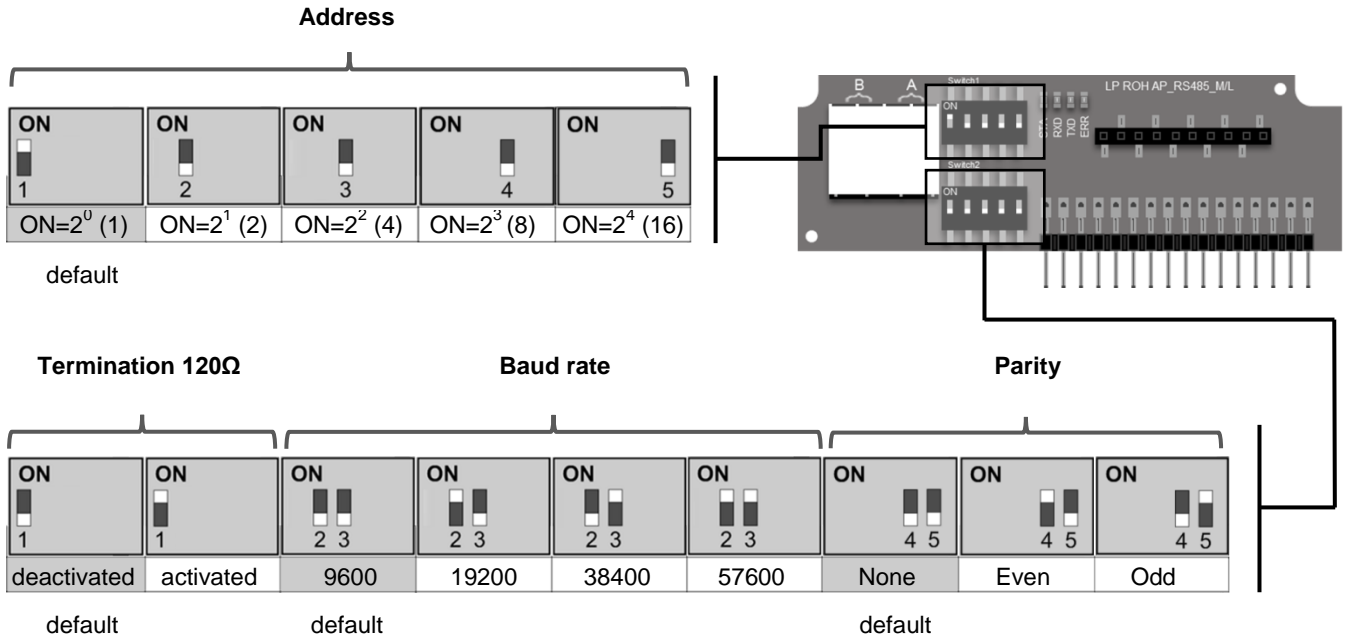 Address
ON ON ON ON ON
1 2 3 4 5
ON=2⁰ (1) ON=2¹ (2) ON=2² (4) ON=2³ (8) ON=2⁴ (16)
default
B A
Switch1
ON
STA RXD TXD ERR
LP ROH AP_RS485_M/L
Switch2
ON
Termination 120Ω Baud rate Parity
ON ON ON ON ON ON ON ON ON
1 1 2 3 2 3 2 3 2 3 4 5 4 5 4 5
deactivated activated 9600 19200 38400 57600 None Even Odd
default default default